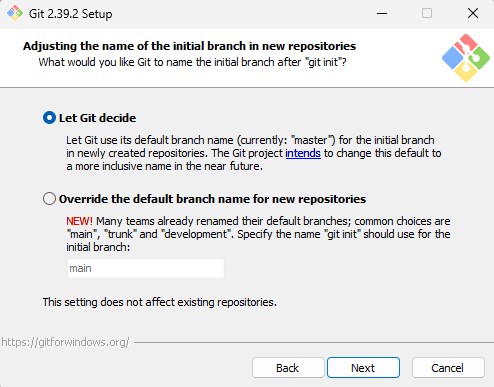 Git 2.39.2 Setup
Adjusting the name of the initial branch in new repositories
What would you like Git to name the initial branch after "git init"?
Let Git decide
Let Git use its default branch name (currently: "master") for the initial branch
in newly created repositories. The Git project intends to change this default to
a more inclusive name in the near future.
Override the default branch name for new repositories
NEW! Many teams already renamed their default branches; common choices are
"main", "trunk" and "development". Specify the name "git init" should use for the
initial branch:
main
This setting does not affect existing repositories.
https://gitforwindows.org/
Back Next Cancel